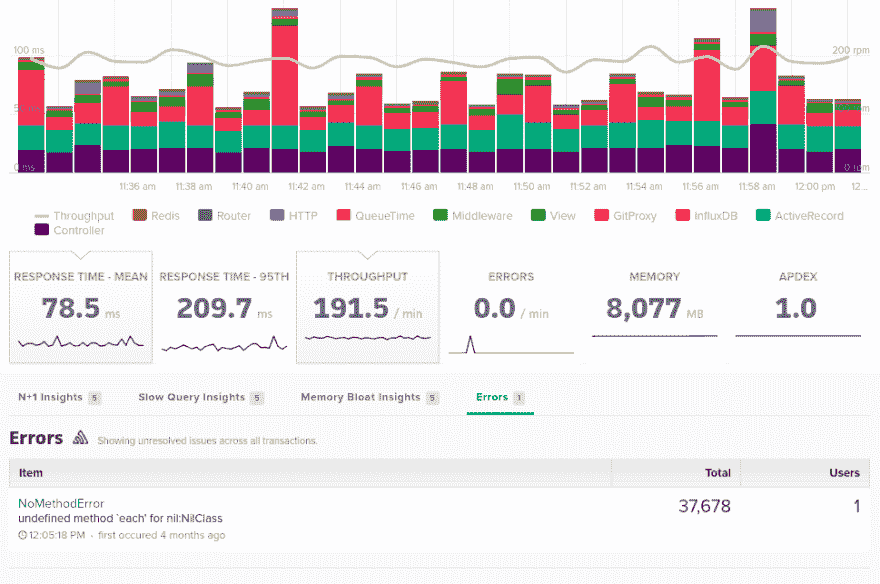 100 ms
200 rpm
0 ms
0 rpm
11:36 am 11:38 am 11:40 am 11:42 am 11:44 am 11:46 am 11:48 am 11:50 am 11:52 am 11:54 am 11:56 am 11:58 am 12:00 pm 12...
Throughput Redis Router HTTP QueueTime Middleware View GitProxy InfluxDB ActiveRecord
Controller
RESPONSE TIME - MEAN RESPONSE TIME - 95TH THROUGHPUT ERRORS MEMORY APDEX
78.5 ms 209.7 ms 191.5 / min 0.0 / min 8,077 MB 1.0
N+1 Insights 5 Slow Query Insights 5 Memory Bloat Insights 5 Errors 1
Errors Showing unresolved issues across all transactions.
Item Total Users
NoMethodError 37,678 1
undefined method `each' for nil:NilClass
12:05:18 PM - first occured 4 months ago